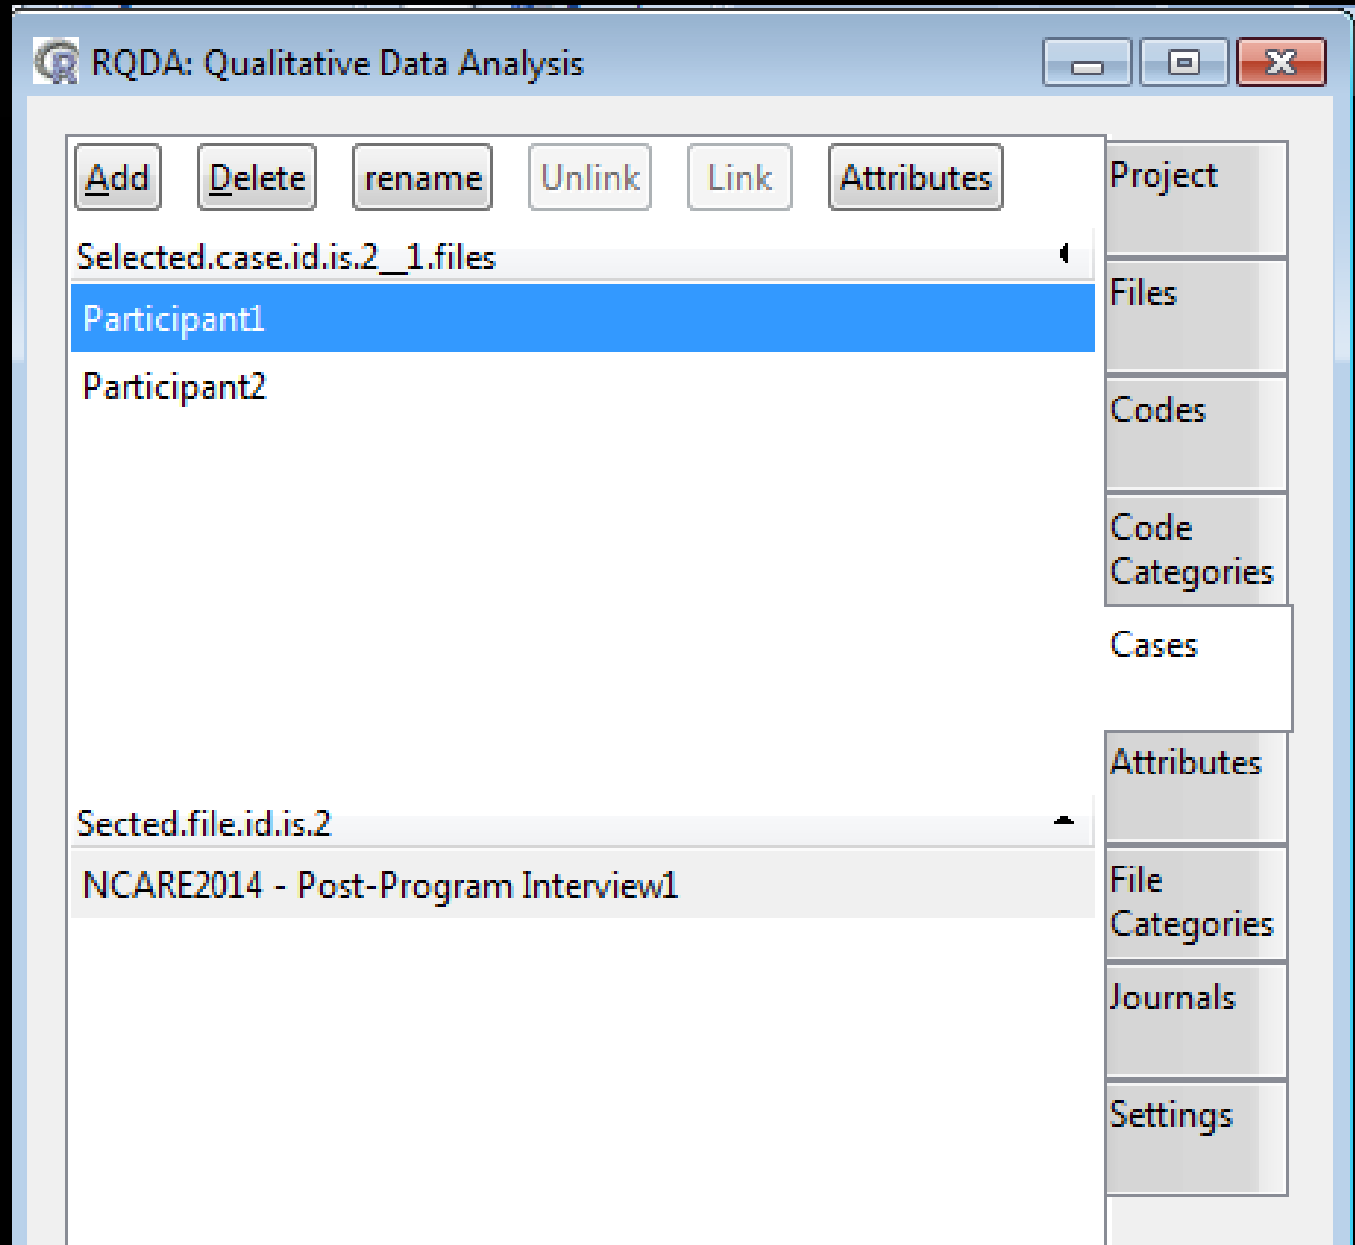 RQDA: Qualitative Data Analysis
Add Delete rename Unlink Link Attributes
Selected.case.id.is.2__1.files
Participant1
Participant2
Sected.file.id.is.2
NCARE2014 - Post-Program Interview1
Project
Files
Codes
Code
Categories
Cases
Attributes
File
Categories
Journals
Settings